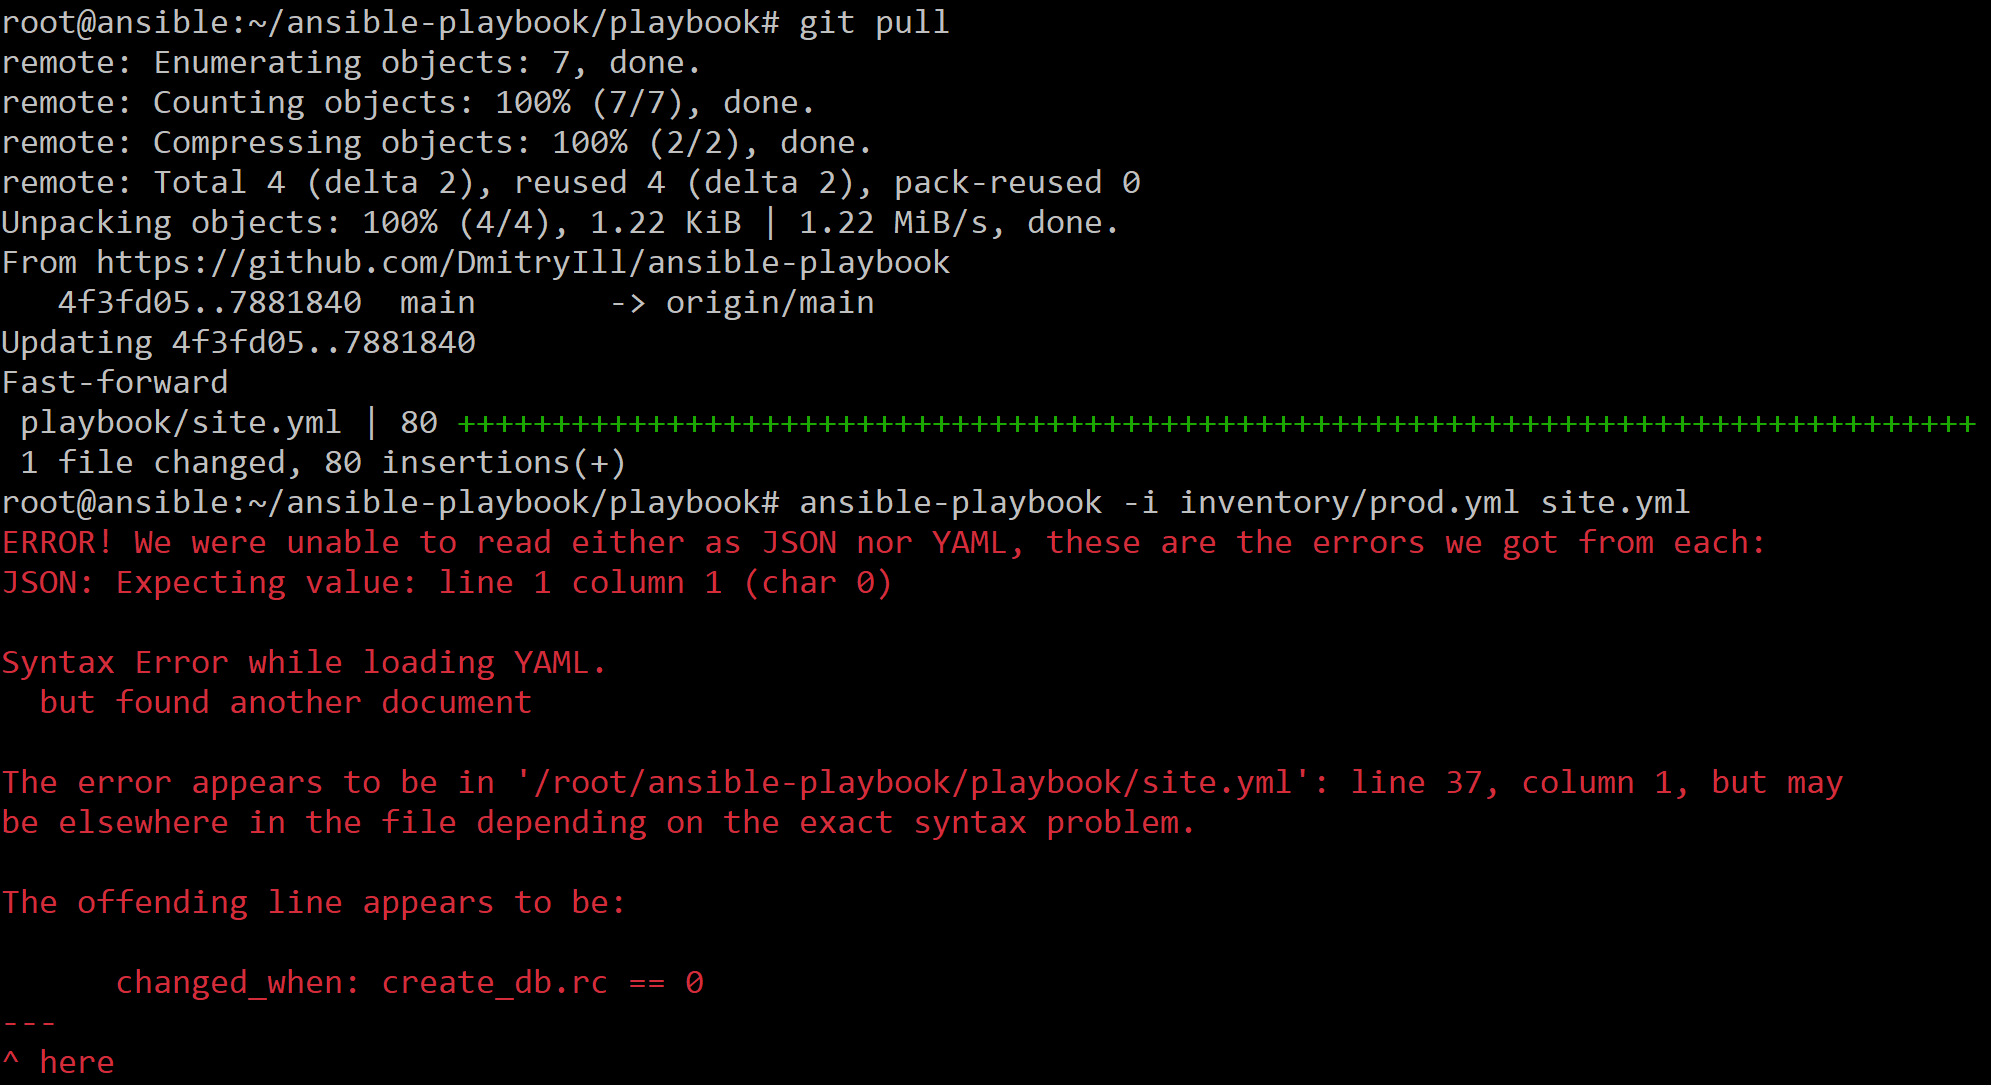 root@ansible:~/ansible-playbook/playbook# git pull
remote: Enumerating objects: 7, done.
remote: Counting objects: 100% (7/7), done.
remote: Compressing objects: 100% (2/2), done.
remote: Total 4 (delta 2), reused 4 (delta 2), pack-reused 0
Unpacking objects: 100% (4/4), 1.22 KiB | 1.22 MiB/s, done.
From https://github.com/DmitryIll/ansible-playbook
   4f3fd05..7881840  main       -> origin/main
Updating 4f3fd05..7881840
Fast-forward
 playbook/site.yml | 80 ++++++++++++++++++++++++++++++++++++++++++++++++++++++++++++++++++++++++++++++++
 1 file changed, 80 insertions(+)
root@ansible:~/ansible-playbook/playbook# ansible-playbook -i inventory/prod.yml site.yml
ERROR! We were unable to read either as JSON nor YAML, these are the errors we got from each:
JSON: Expecting value: line 1 column 1 (char 0)
Syntax Error while loading YAML.
  but found another document
The error appears to be in '/root/ansible-playbook/playbook/site.yml': line 37, column 1, but may
be elsewhere in the file depending on the exact syntax problem.
The offending line appears to be:
      changed_when: create_db.rc == 0
---
^ here